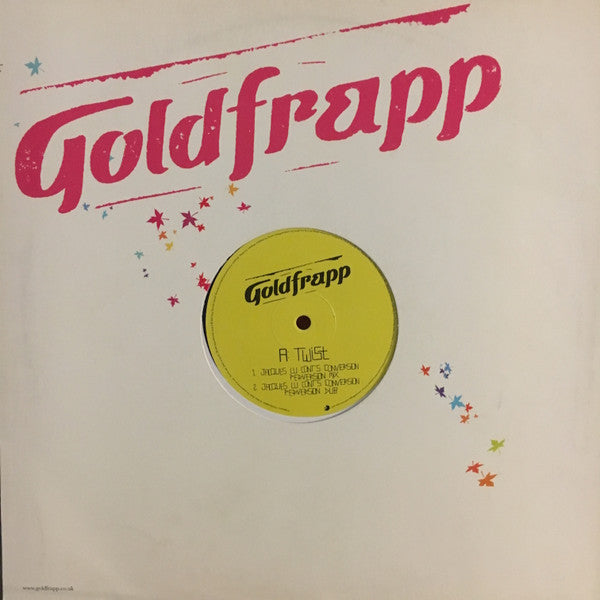 Goldfrapp
Goldfrapp
A: Twist
1. JACQUES LU CONT'S CONVERSION
PERVERSION MIX
2. JACQUES LU CONT'S CONVERSION
PERVERSION DUB
www.goldfrapp.co.uk